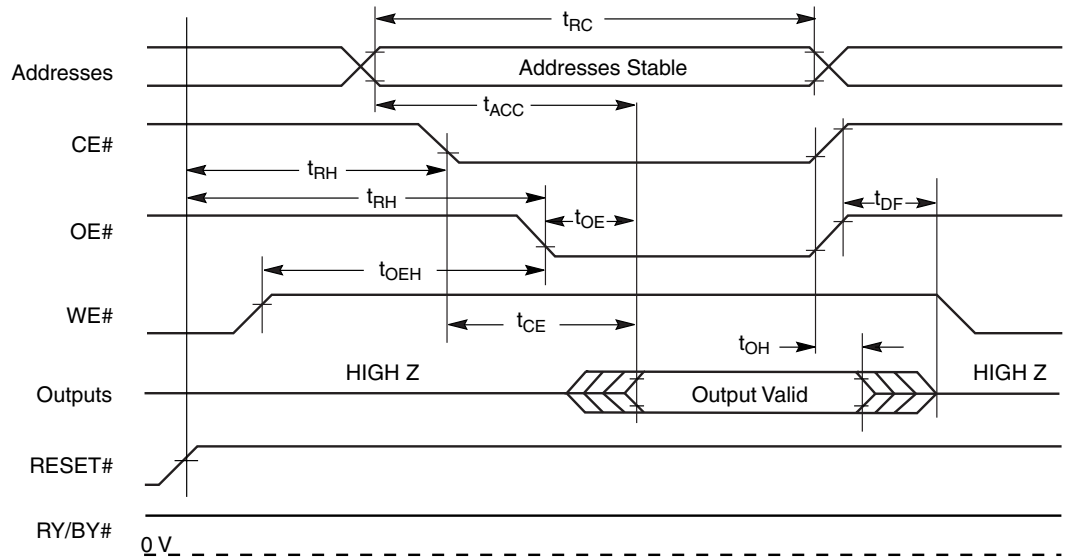 tRC
Addresses
Addresses Stable
tACC
CE#
tRH
tRH
tDF
OE#
tOE
tOEH
WE#
tCE
tOH
HIGH Z
HIGH Z
Outputs
Output Valid
RESET#
RY/BY#
0 V